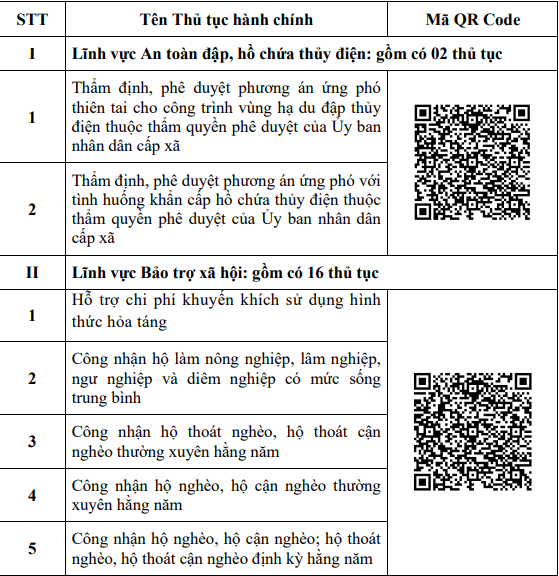 STT Tên Thủ tục hành chính Mã QR Code
I Lĩnh vực An toàn đập, hồ chứa thủy điện: gồm có 02 thủ tục
1
Thẩm định, phê duyệt phương án ứng phó
thiên tai cho công trình vùng hạ du đập thủy
điện thuộc thẩm quyền phê duyệt của Ủy ban
nhân dân cấp xã
2
Thẩm định, phê duyệt phương án ứng phó với
tình huống khẩn cấp hồ chứa thủy điện thuộc
thẩm quyền phê duyệt của Ủy ban nhân dân
cấp xã
II Lĩnh vực Bảo trợ xã hội: gồm có 16 thủ tục
1
Hỗ trợ chi phí khuyến khích sử dụng hình
thức hỏa táng
2
Công nhận hộ làm nông nghiệp, lâm nghiệp,
ngư nghiệp và diêm nghiệp có mức sống
trung bình
3
Công nhận hộ thoát nghèo, hộ thoát cận
nghèo thường xuyên hằng năm
4
Công nhận hộ nghèo, hộ cận nghèo thường
xuyên hằng năm
5
Công nhận hộ nghèo, hộ cận nghèo; hộ thoát
nghèo, hộ thoát cận nghèo định kỳ hằng năm